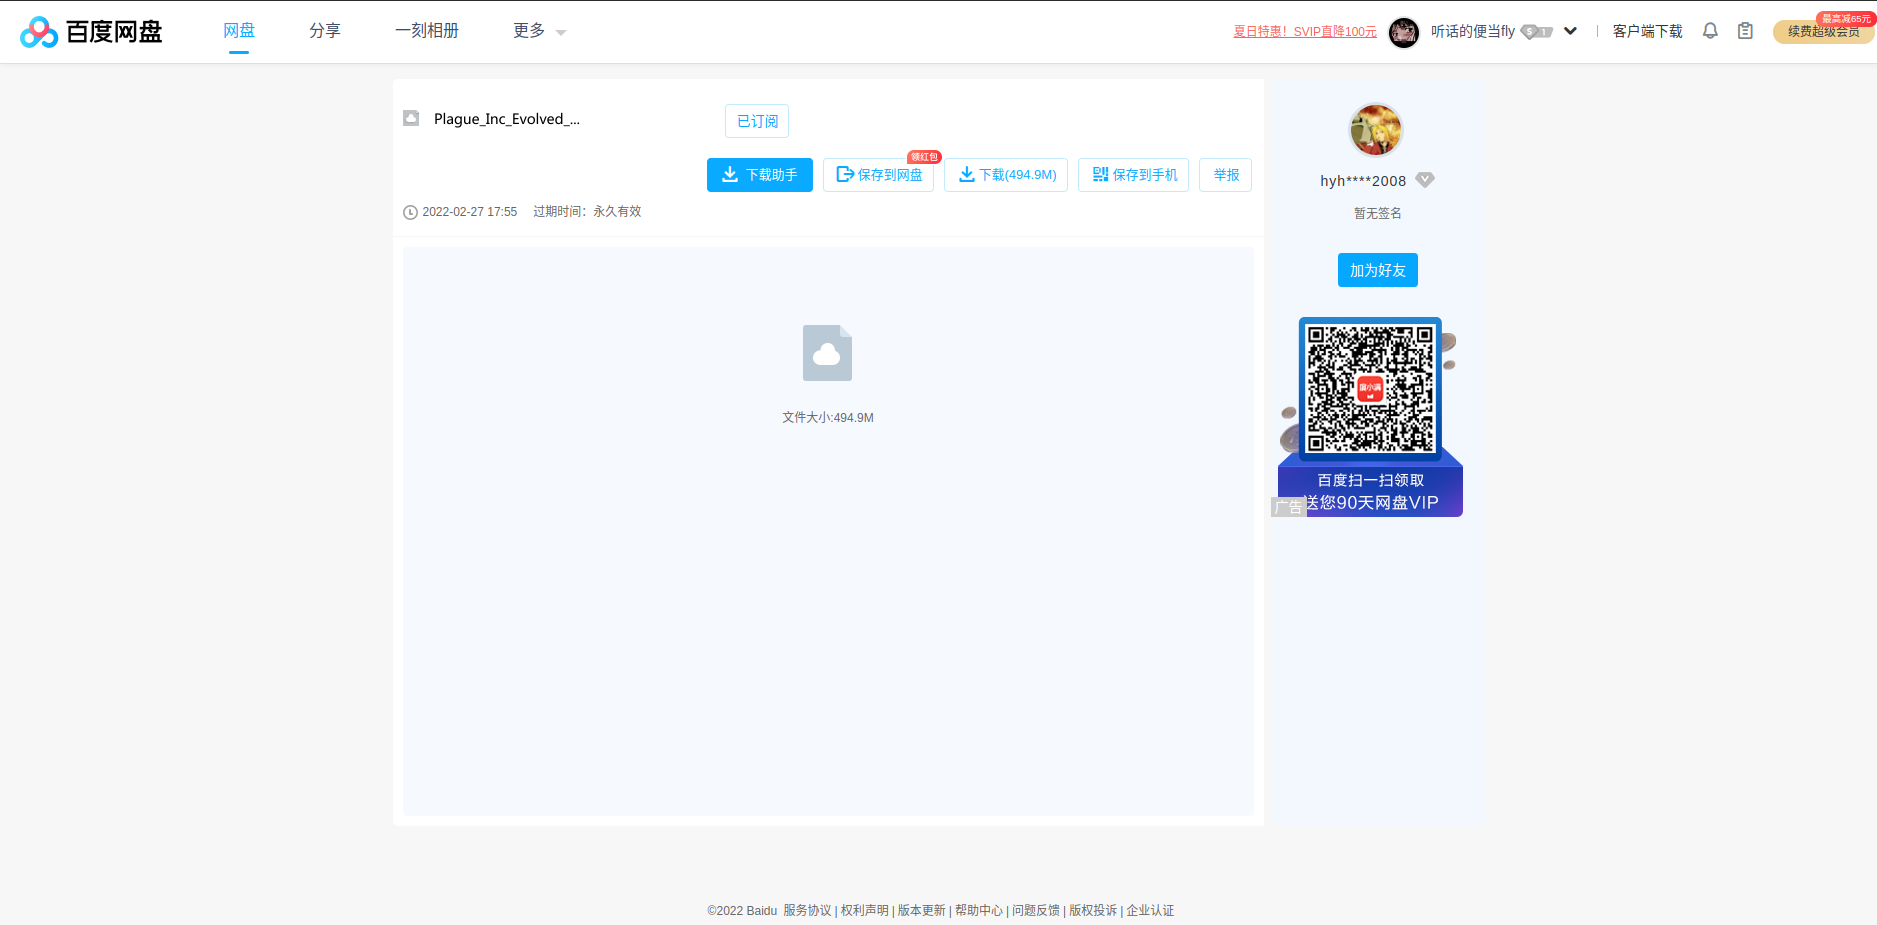 百度网盘 网盘 分享 一刻相册 更多 夏日特惠！SVIP直降100元 听话的便当fly S 1 客户端下载 续费超级会员 最高减65元
Plague_Inc_Evolved_... 已订阅
下载助手 保存到网盘 领红包 下载(494.9M) 保存到手机 举报
2022-02-27 17:55 过期时间：永久有效
文件大小:494.9M
hyh****2008
暂无签名
加为好友
度小满
百度扫一扫领取
送您90天网盘VIP
广告
©2022 Baidu 服务协议 | 权利声明 | 版本更新 | 帮助中心 | 问题反馈 | 版权投诉 | 企业认证